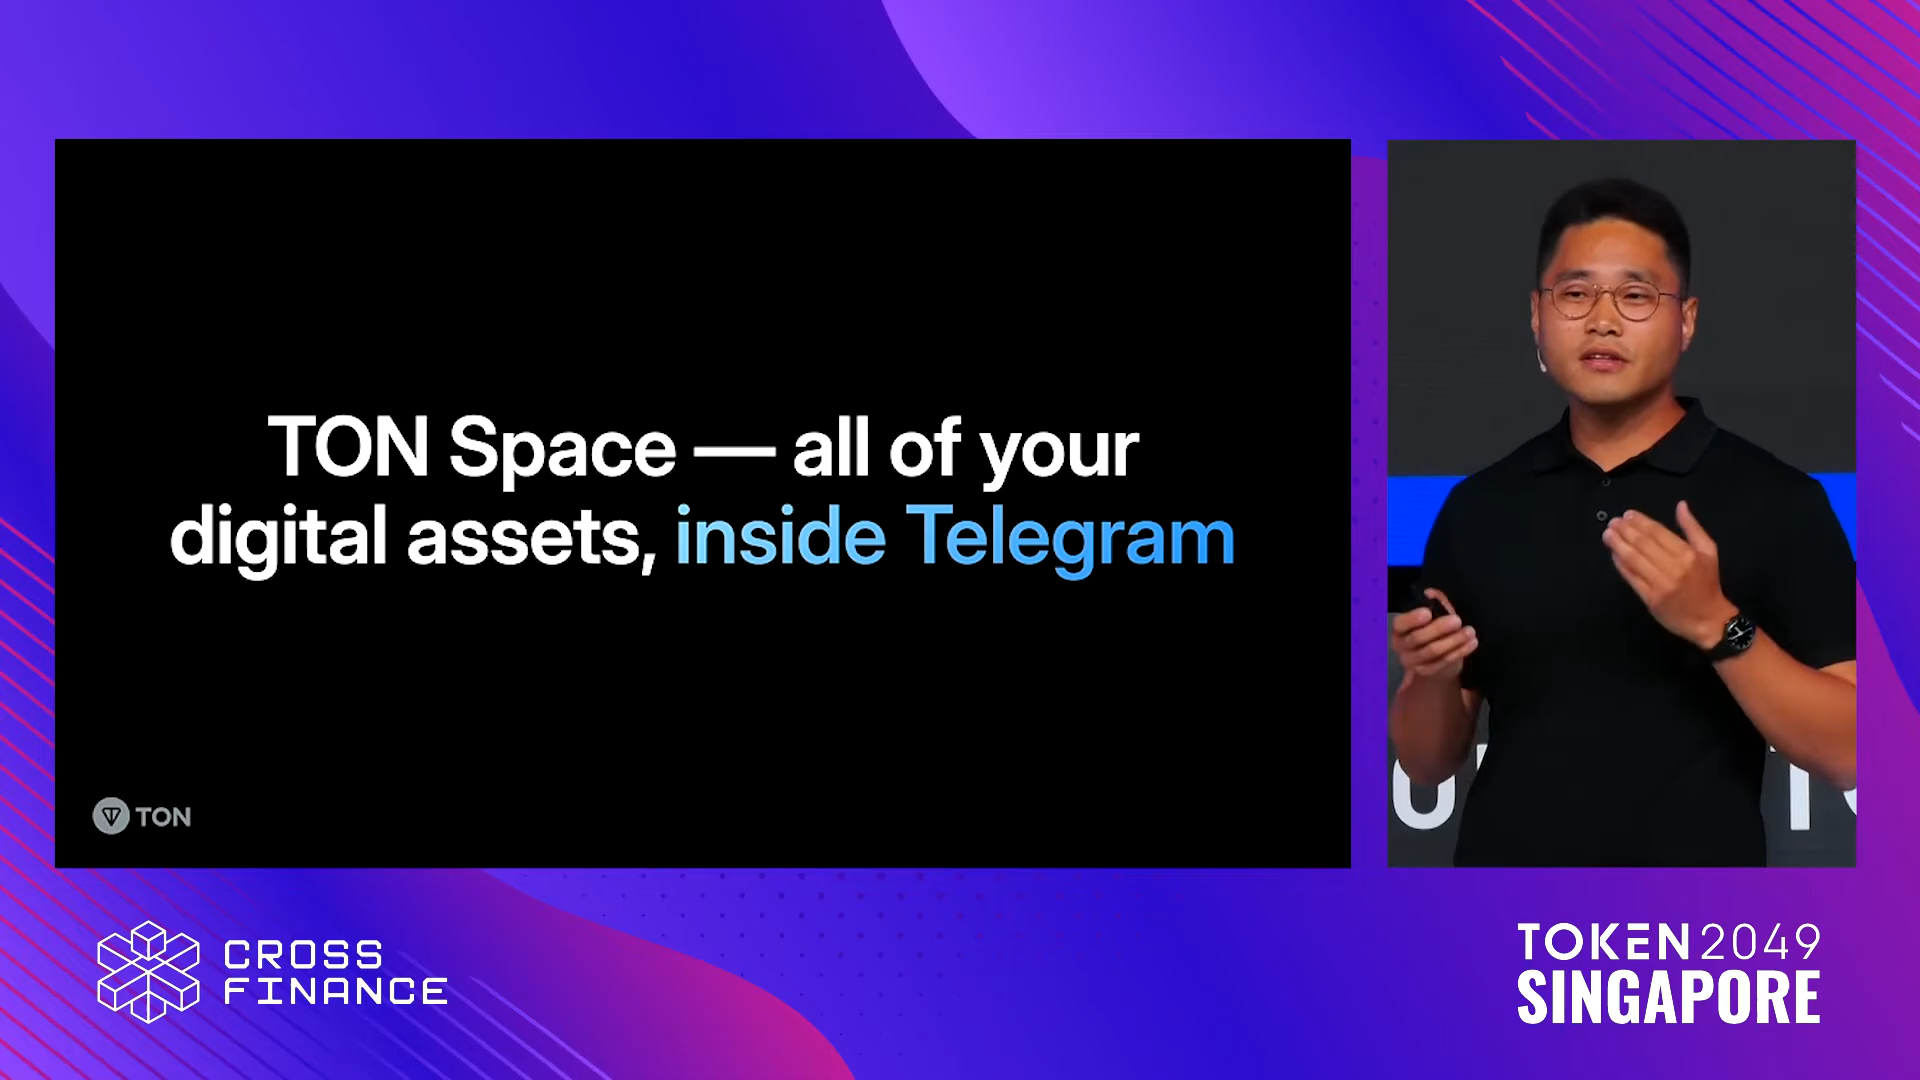 TON Space — all of your
digital assets, inside Telegram
TON
CROSS
FINANCE
TOKEN2049
SINGAPORE